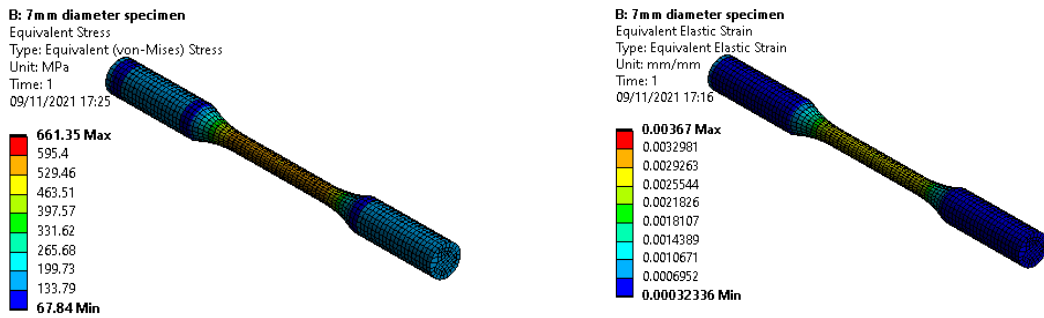 B: 7mm diameter specimen
Equivalent Stress
Type: Equivalent (von-Mises) Stress
Unit: MPa
Time: 1
09/11/2021 17:25
661.35 Max
595.4
529.46
463.51
397.57
331.62
265.68
199.73
133.79
67.84 Min
B: 7mm diameter specimen
Equivalent Elastic Strain
Type: Equivalent Elastic Strain
Unit: mm/mm
Time: 1
09/11/2021 17:16
0.00367 Max
0.0032981
0.0029263
0.0025544
0.0021826
0.0018107
0.0014389
0.0010671
0.0006952
0.00032336 Min